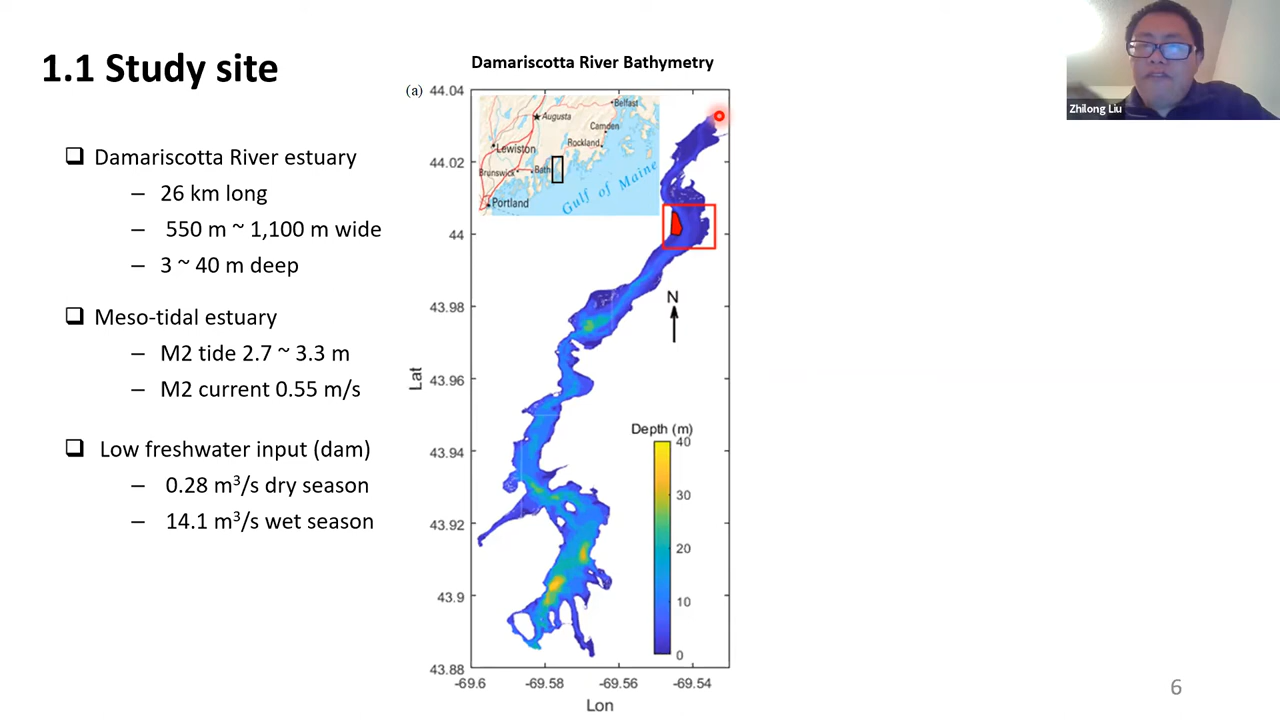 1.1 Study site
Damariscotta River estuary
– 26 km long
– 550 m ~ 1,100 m wide
– 3 ~ 40 m deep
Meso-tidal estuary
– M2 tide 2.7 ~ 3.3 m
– M2 current 0.55 m/s
Low freshwater input (dam)
– 0.28 m³/s dry season
– 14.1 m³/s wet season
Damariscotta River Bathymetry
(a)
44.04
44.02
44
43.98
43.96
43.94
43.92
43.9
43.88
Lat
-69.6
-69.58
-69.56
-69.54
Lon
Belfast
Augusta
Camden
Rockland
Lewiston
Brunswick
Bath
Gulf of Maine
Portland
N
Depth (m)
40
30
20
10
0
Zhilong Liu
6